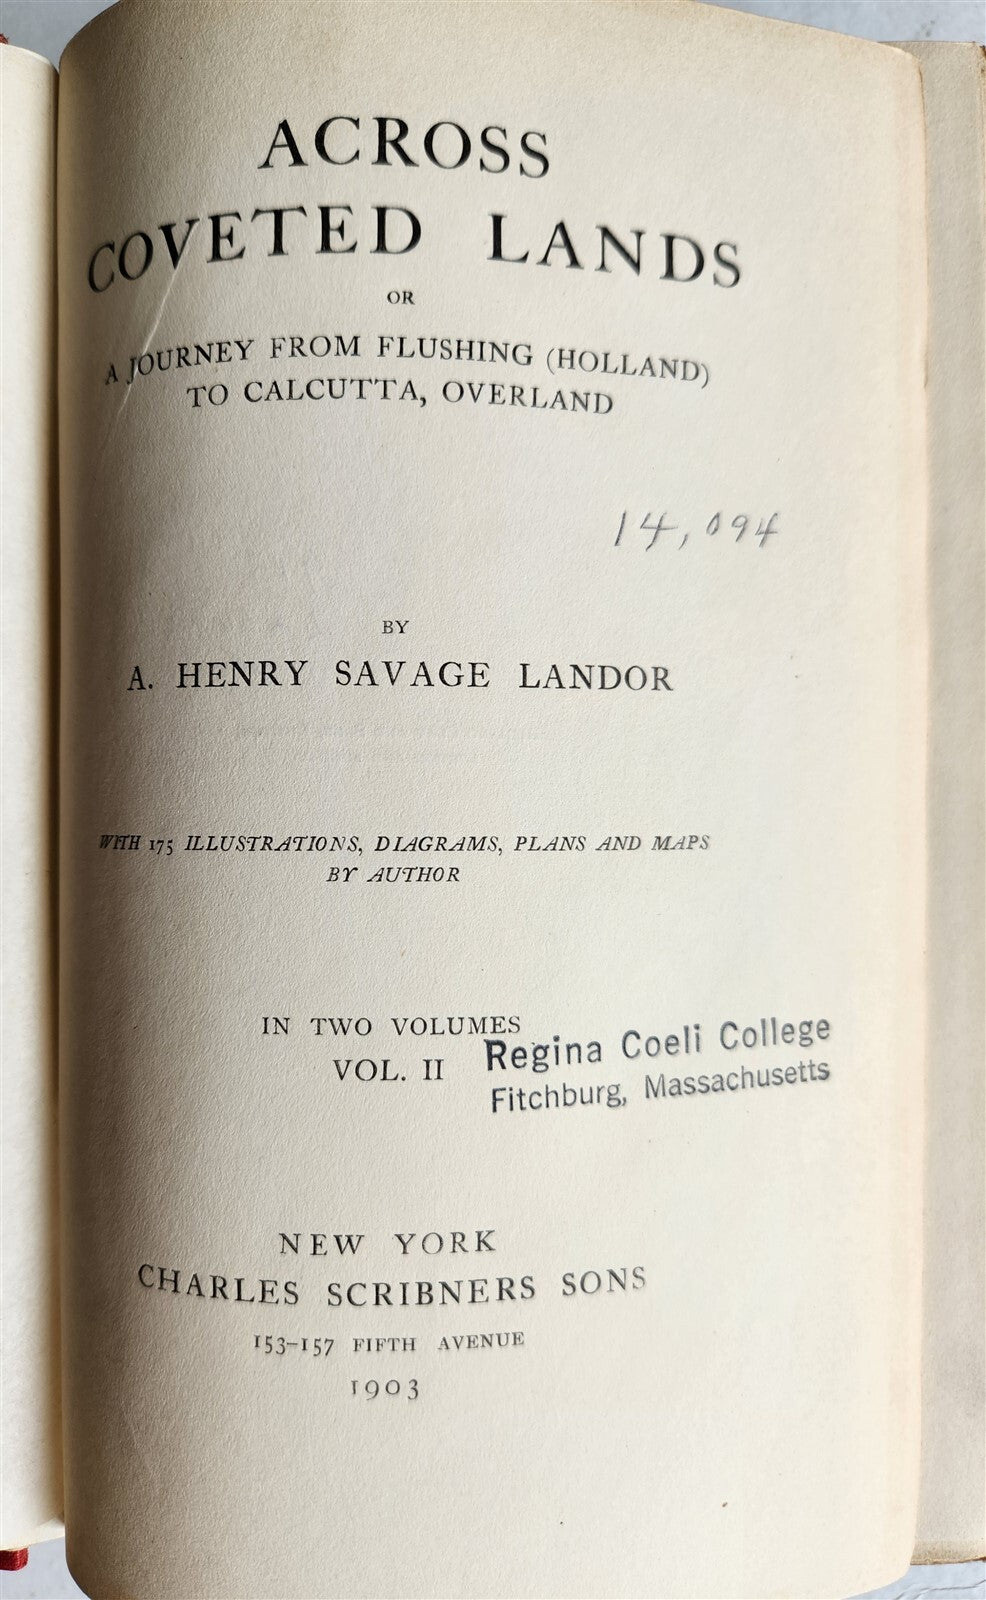 ACROSS
COVETED LANDS
OR
A JOURNEY FROM FLUSHING (HOLLAND)
TO CALCUTTA, OVERLAND
14,094
BY
A. HENRY SAVAGE LANDOR
WITH 175 ILLUSTRATIONS, DIAGRAMS, PLANS AND MAPS
BY AUTHOR
IN TWO VOLUMES
VOL. II
Regina Coeli College
Fitchburg, Massachusetts
NEW YORK
CHARLES SCRIBNERS SONS
153-157 FIFTH AVENUE
1903